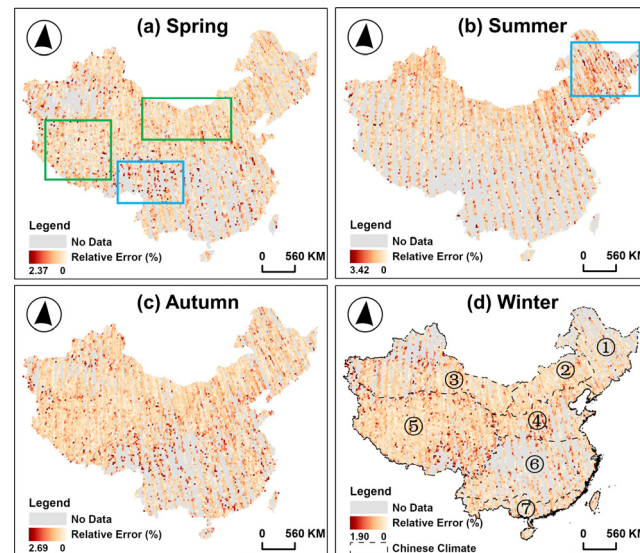 (a) Spring
Legend
No Data
Relative Error (%)
2.37 0
0 560 KM
(b) Summer
Legend
No Data
Relative Error (%)
3.42 0
0 560 KM
(c) Autumn
Legend
No Data
Relative Error (%)
2.69 0
0 560 KM
(d) Winter
①
②
③
④
⑤
⑥
⑦
Legend
No Data
Relative Error (%)
1.90 0
Chinese Climate
0 560 KM